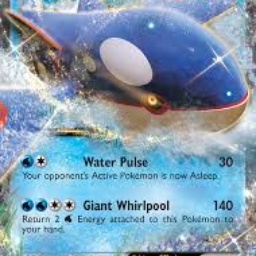 Water Pulse 30
Your opponent's Active Pokémon is now Asleep.
Giant Whirlpool 140
Return 2 Energy attached to this Pokémon to
your hand.